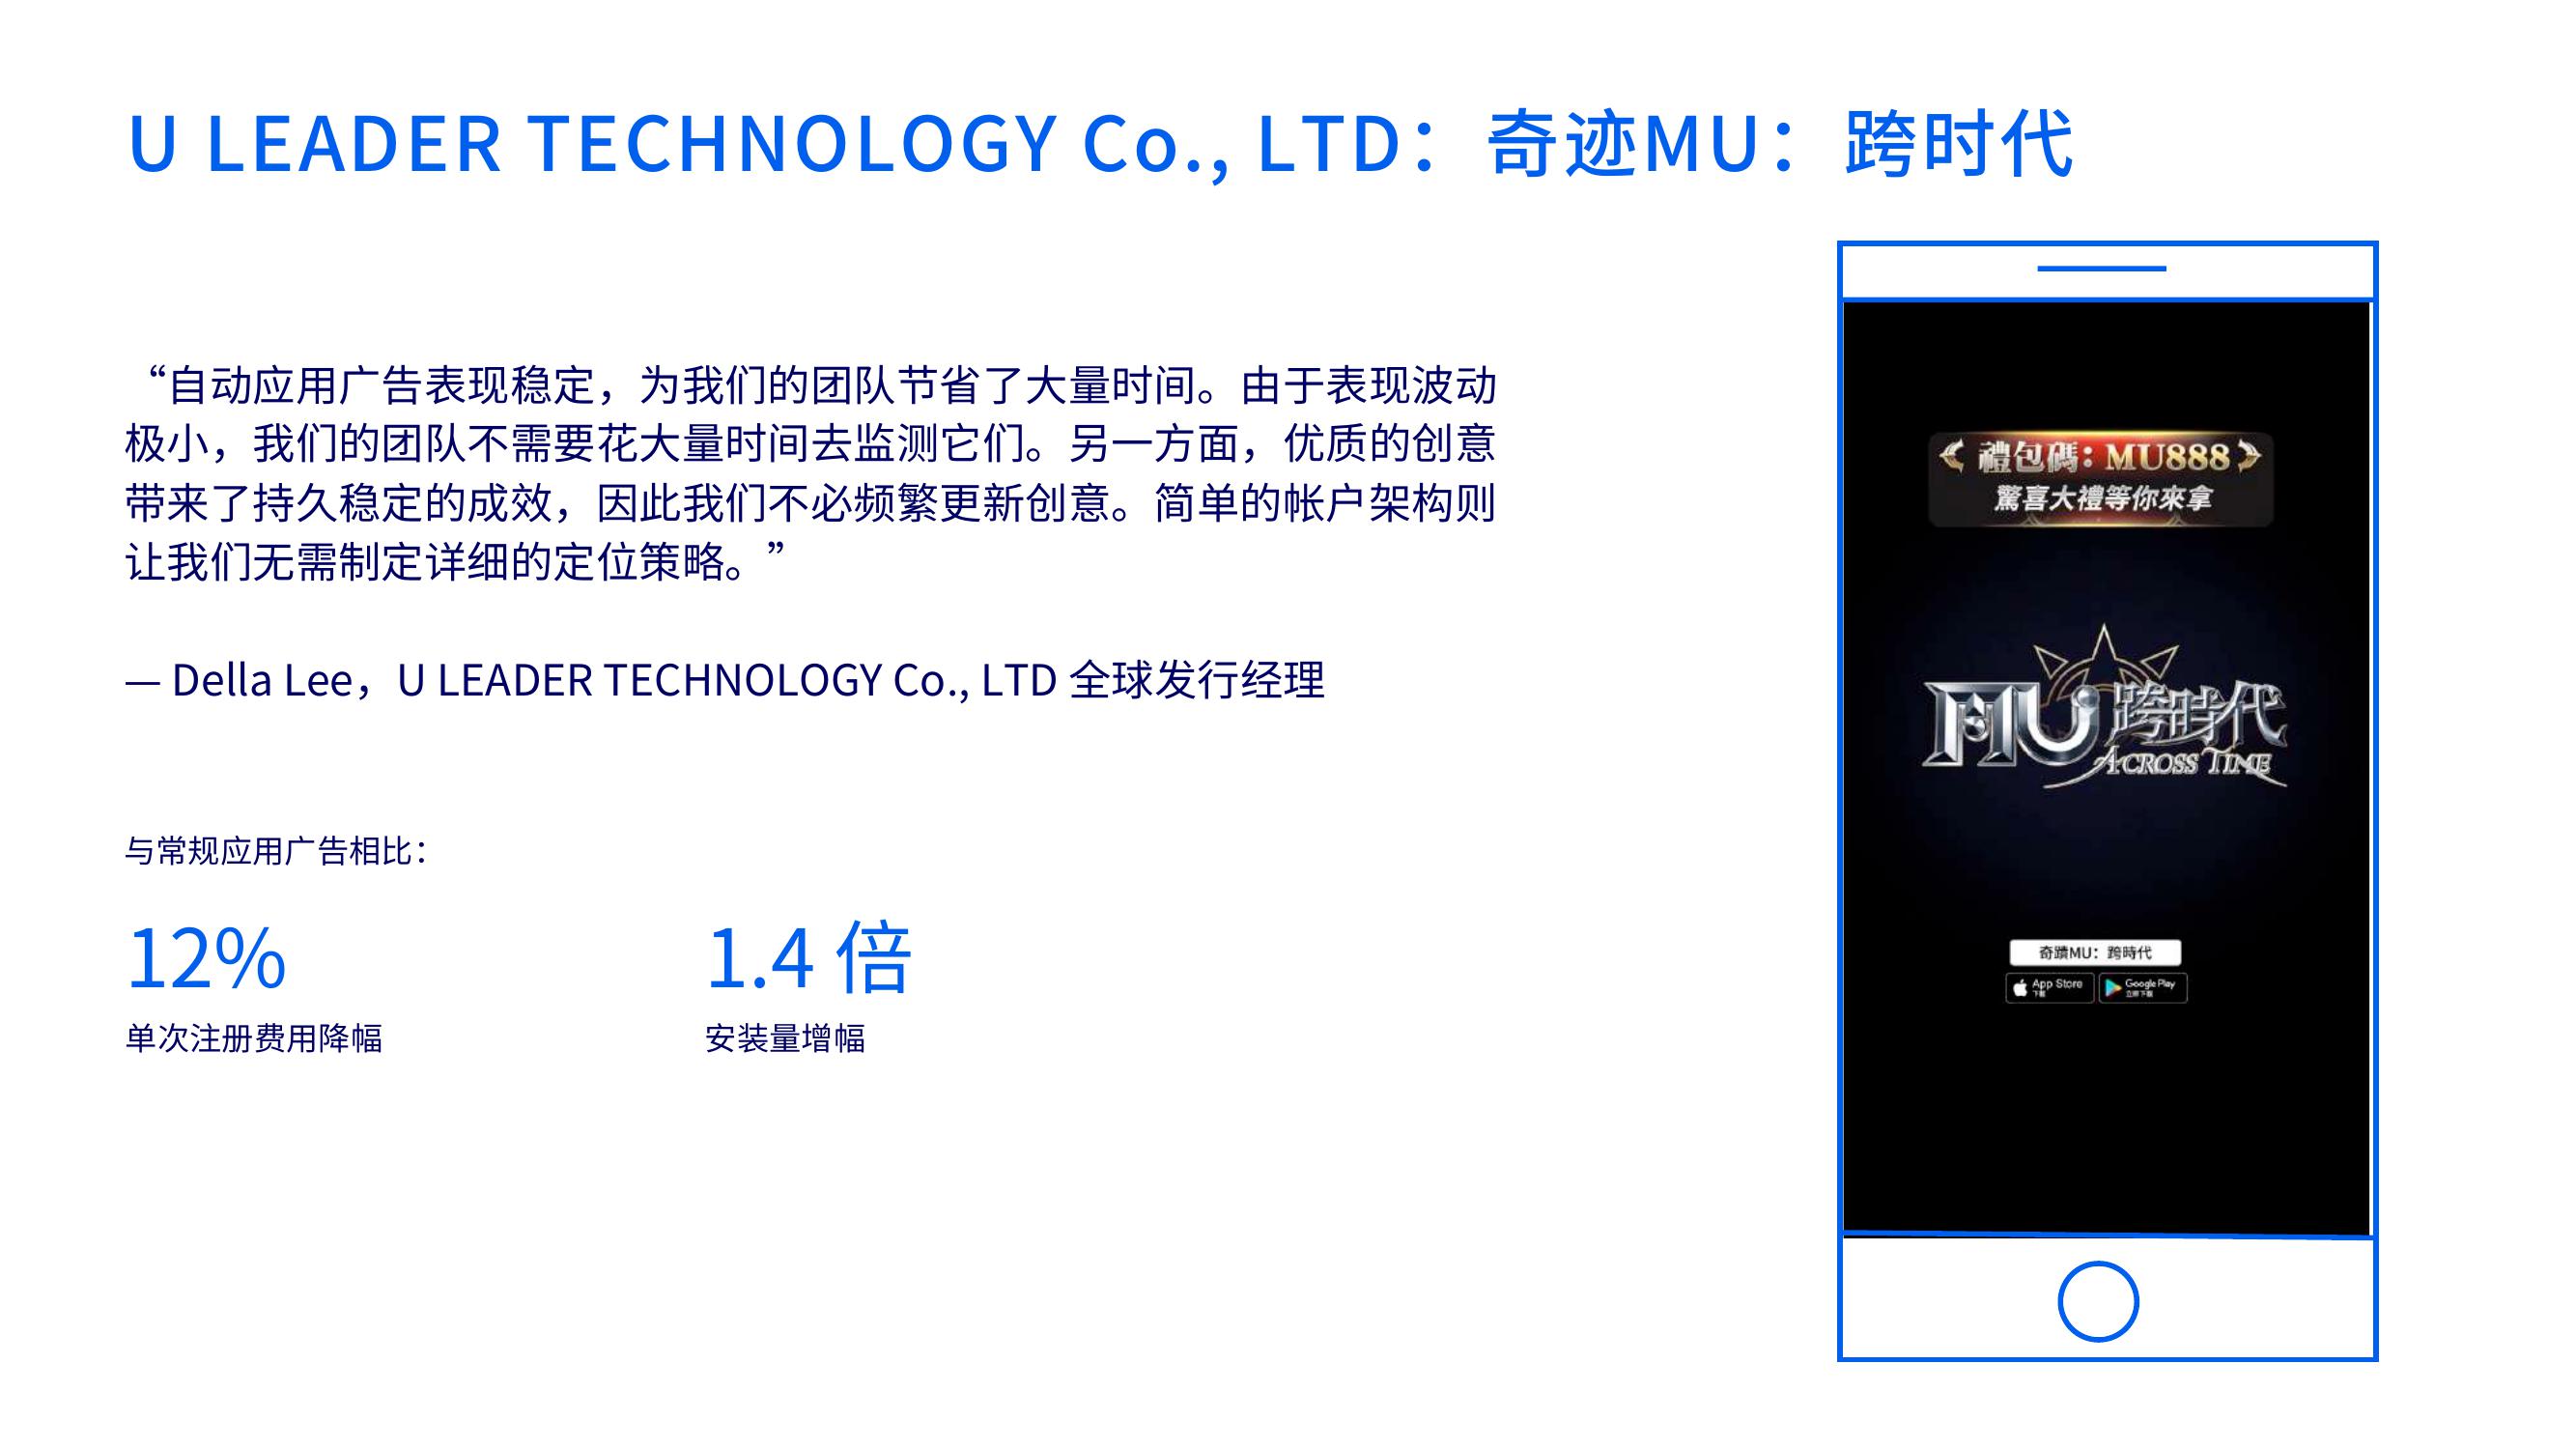 U LEADER TECHNOLOGY Co., LTD：奇迹MU：跨时代
“自动应用广告表现稳定，为我们的团队节省了大量时间。由于表现波动
极小，我们的团队不需要花大量时间去监测它们。另一方面，优质的创意
带来了持久稳定的成效，因此我们不必频繁更新创意。简单的帐户架构则
让我们无需制定详细的定位策略。”
— Della Lee，U LEADER TECHNOLOGY Co., LTD 全球发行经理
与常规应用广告相比：
12%
单次注册费用降幅
1.4 倍
安装量增幅
禮包碼：MU888
驚喜大禮等你來拿
MU 跨時代
ACROSS TIME
奇蹟MU：跨時代
App Store
下載
Google Play
立即下載